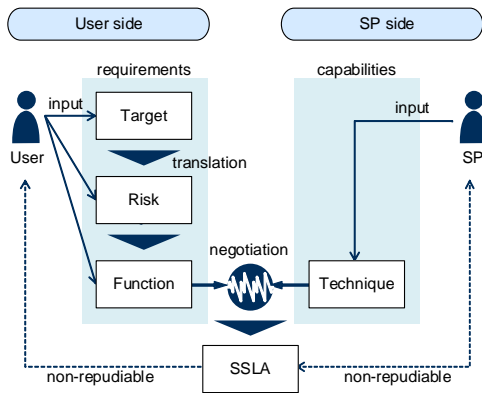 User side
SP side
requirements
capabilities
input
Target
input
User
translation
SP
Risk
negotiation
Function
Technique
SSLA
non-repudiable
non-repudiable